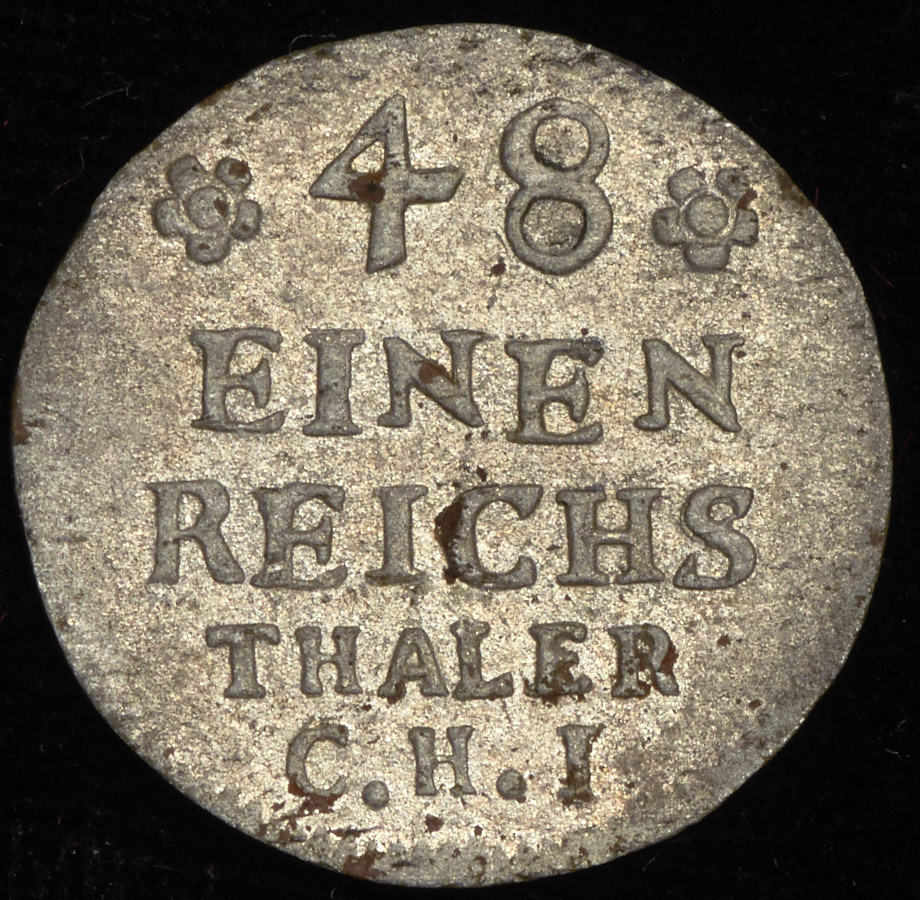 48
EINEN
REICHS
THALER
C.H.I